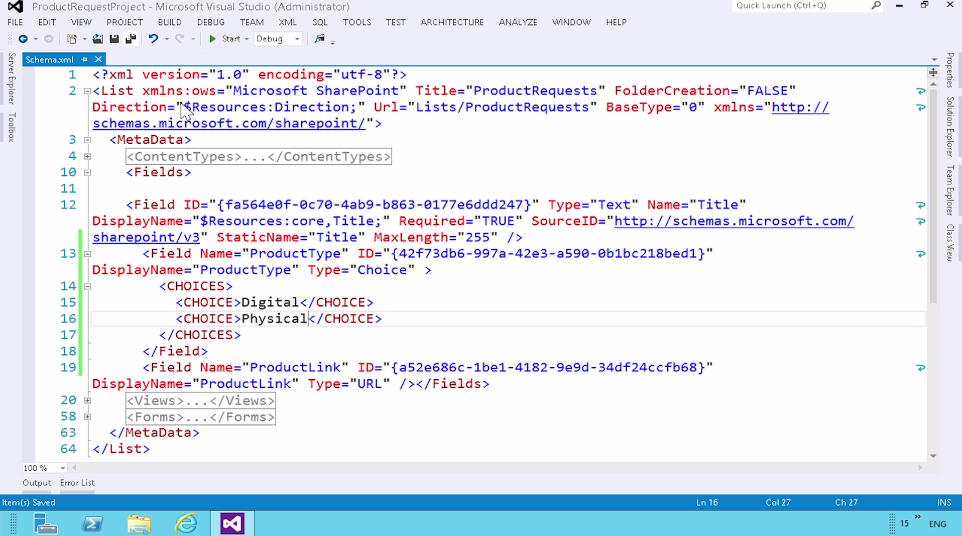 ProductRequestProject - Microsoft Visual Studio (Administrator)
Quick Launch (Ctrl+Q)
FILE EDIT VIEW PROJECT BUILD DEBUG TEAM XML SQL TOOLS TEST ARCHITECTURE ANALYZE WINDOW HELP
Start Debug
Server Explorer
Toolbox
Schema.xml
1 <?xml version="1.0" encoding="utf-8"?>
2 <List xmlns:ows="Microsoft SharePoint" Title="ProductRequests" FolderCreation="FALSE"
Direction="$Resources:Direction;" Url="Lists/ProductRequests" BaseType="0" xmlns="http://
schemas.microsoft.com/sharepoint/">
3 <MetaData>
4 <ContentTypes>...</ContentTypes>
10 <Fields>
11
12 <Field ID="{fa564e0f-0c70-4ab9-b863-0177e6ddd247}" Type="Text" Name="Title"
DisplayName="$Resources:core,Title;" Required="TRUE" SourceID="http://schemas.microsoft.com/
sharepoint/v3" StaticName="Title" MaxLength="255" />
13 <Field Name="ProductType" ID="{42f73db6-997a-42e3-a590-0b1bc218bed1}"
DisplayName="ProductType" Type="Choice" >
14 <CHOICES>
15 <CHOICE>Digital</CHOICE>
16 <CHOICE>Physical</CHOICE>
17 </CHOICES>
18 </Field>
19 <Field Name="ProductLink" ID="{a52e686c-1be1-4182-9e9d-34df24ccfb68}"
DisplayName="ProductLink" Type="URL" /></Fields>
20 <Views>...</Views>
58 <Forms>...</Forms>
63 </MetaData>
64 </List>
Properties
Solution Explorer
Team Explorer
Class View
100 %
Output Error List
Item(s) Saved Ln 16 Col 27 Ch 27 INS
15 ENG